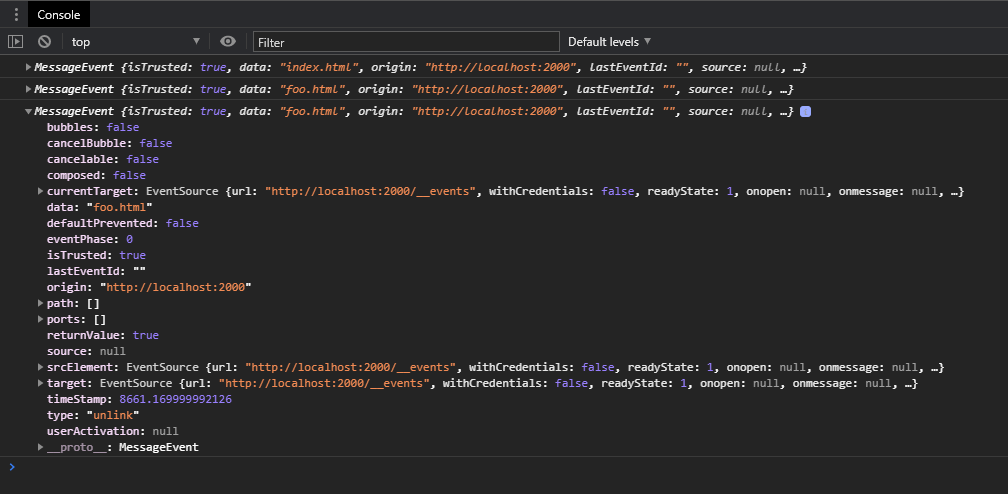 Console
top Filter Default levels
MessageEvent {isTrusted: true, data: "index.html", origin: "http://localhost:2000", lastEventId: "", source: null, …}
MessageEvent {isTrusted: true, data: "foo.html", origin: "http://localhost:2000", lastEventId: "", source: null, …}
MessageEvent {isTrusted: true, data: "foo.html", origin: "http://localhost:2000", lastEventId: "", source: null, …}
bubbles: false
cancelBubble: false
cancelable: false
composed: false
currentTarget: EventSource {url: "http://localhost:2000/__events", withCredentials: false, readyState: 1, onopen: null, onmessage: null, …}
data: "foo.html"
defaultPrevented: false
eventPhase: 0
isTrusted: true
lastEventId: ""
origin: "http://localhost:2000"
path: []
ports: []
returnValue: true
source: null
srcElement: EventSource {url: "http://localhost:2000/__events", withCredentials: false, readyState: 1, onopen: null, onmessage: null, …}
target: EventSource {url: "http://localhost:2000/__events", withCredentials: false, readyState: 1, onopen: null, onmessage: null, …}
timeStamp: 8661.169999992126
type: "unlink"
userActivation: null
__proto__: MessageEvent